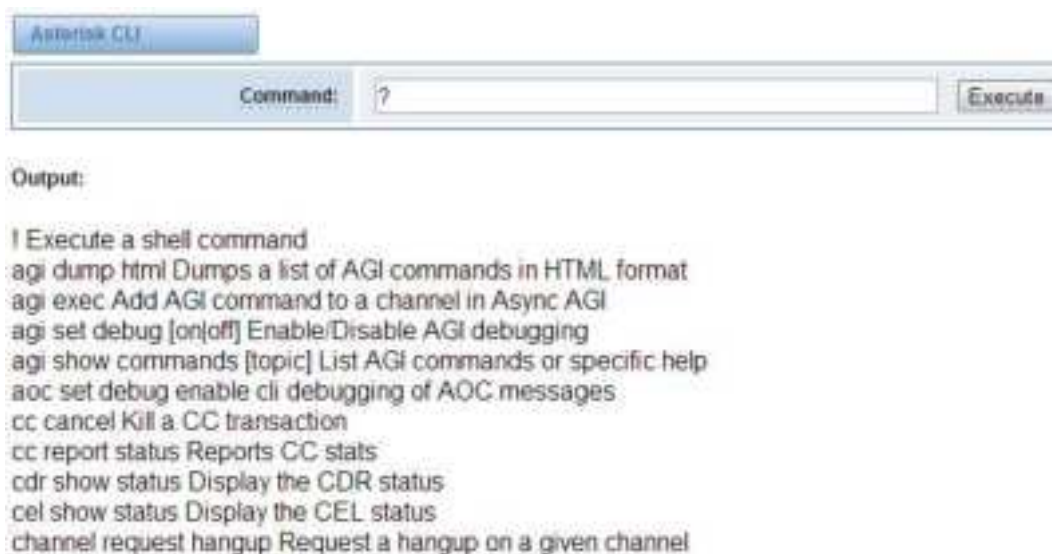 Asterisk CLI
Command: ? Execute
Output:
! Execute a shell command
agi dump html Dumps a list of AGI commands in HTML format
agi exec Add AGI command to a channel in Async AGI
agi set debug [on|off] Enable/Disable AGI debugging
agi show commands [topic] List AGI commands or specific help
aoc set debug enable cli debugging of AOC messages
cc cancel Kill a CC transaction
cc report status Reports CC stats
cdr show status Display the CDR status
cel show status Display the CEL status
channel request hangup Request a hangup on a given channel